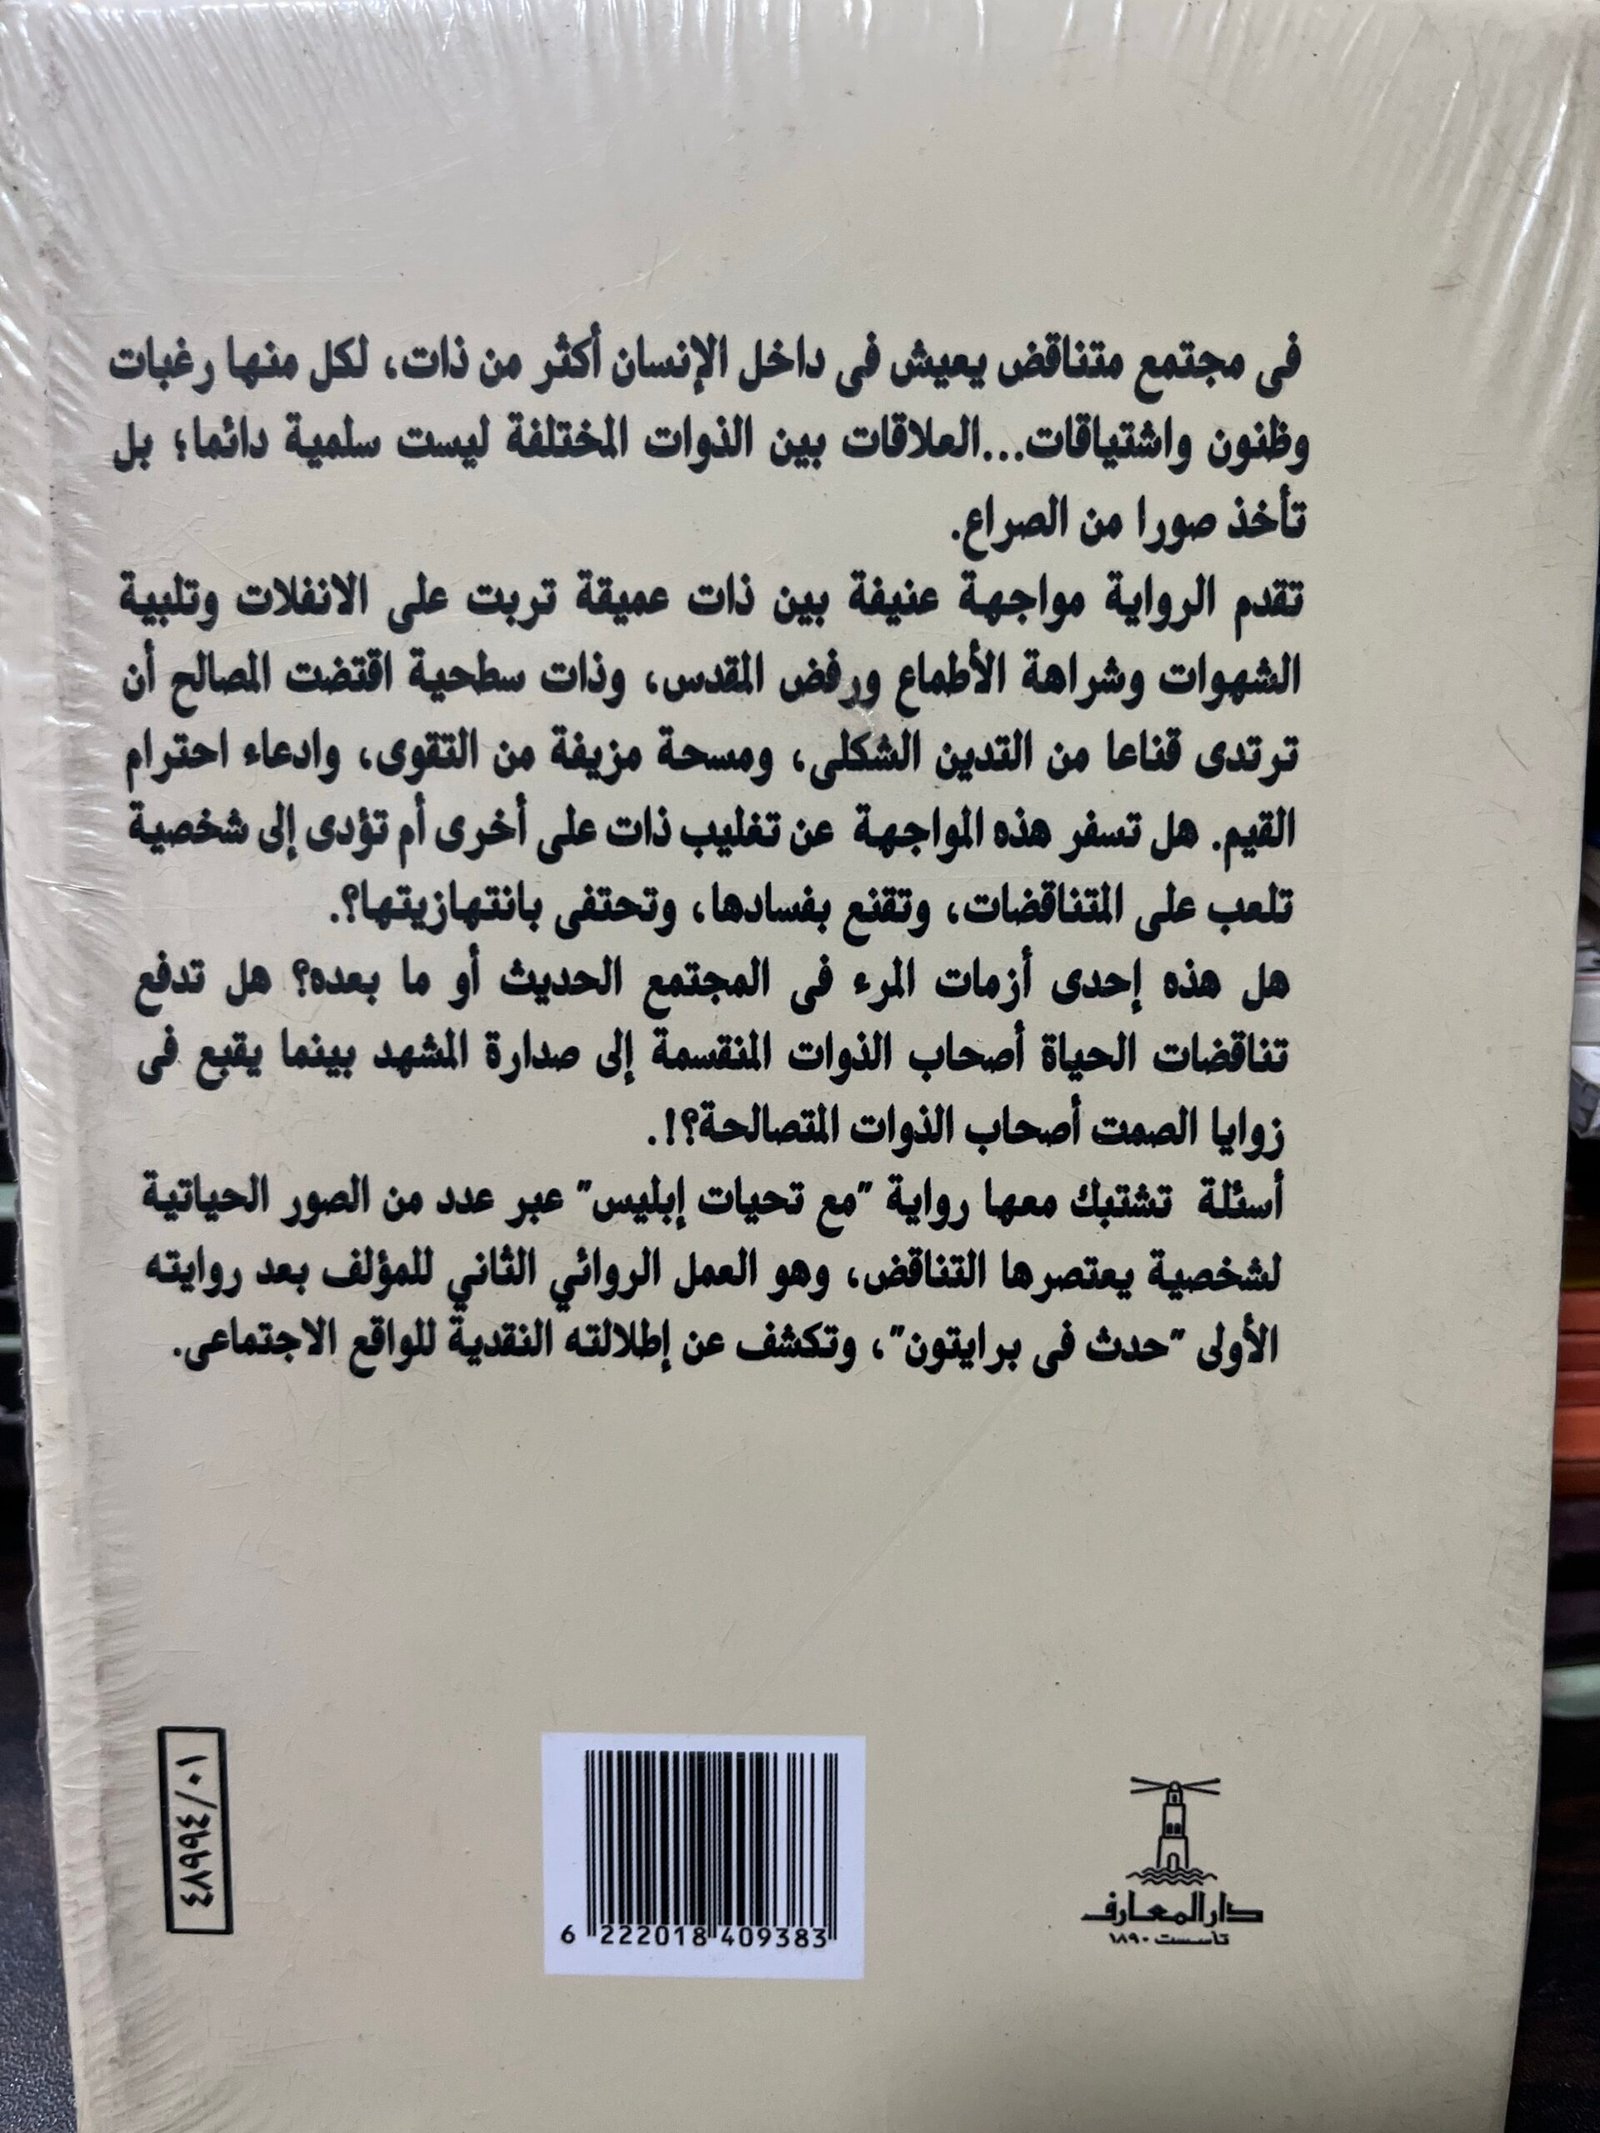 فى مجتمع متناقض يعيش فى داخل الإنسان أكثر من ذات، لكل منها رغبات
وظنون واشتياقات...العلاقات بين الذوات المختلفة ليست سلمية دائما؛ بل
تأخذ صورا من الصراع.
تقدم الرواية مواجهة عنيفة بين ذات عميقة تربت على الانفلات وتلبية
الشهوات وشراهة الأطماع ورفض المقدس، وذات سطحية اقتضت المصالح أن
ترتدى قناعا من التدين الشكلى، ومسحة مزيفة من التقوى، وادعاء احترام
القيم. هل تسفر هذه المواجهة عن تغليب ذات على أخرى أم تؤدى إلى شخصية
تلعب على المتناقضات، وتقنع بفسادها، وتحتفى بانتهازيتها؟.
هل هذه إحدى أزمات المرء فى المجتمع الحديث أو ما بعده؟ هل تدفع
تناقضات الحياة أصحاب الذوات المنقسمة إلى صدارة المشهد بينما يقبع فى
زوايا الصمت أصحاب الذوات المتصالحة؟!.
أسئلة تشتبك معها رواية "مع تحيات إبليس" عبر عدد من الصور الحياتية
لشخصية يعتصرها التناقض، وهو العمل الروائي الثاني للمؤلف بعد روايته
الأولى "حدث فى برايتون"، وتكشف عن إطلالته النقدية للواقع الاجتماعى.
٤٨٩٩٤/٠١
6 222018 409383
دار المعارف
تأسست ١٨٩٠